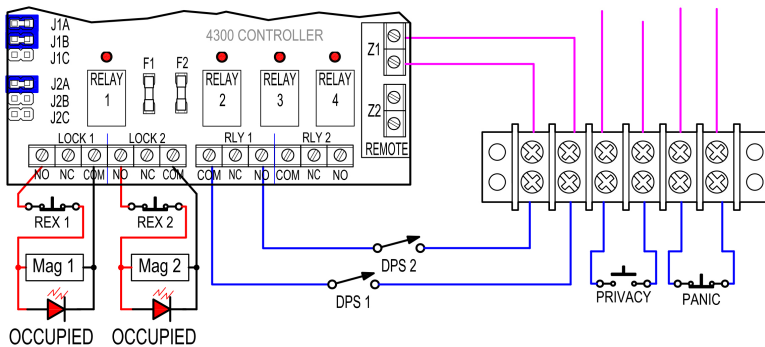 J1A
J1B
J1C
J2A
J2B
J2C
4300 CONTROLLER
F1 F2
RELAY 1
RELAY 2
RELAY 3
RELAY 4
Z1
Z2
REMOTE
LOCK 1 LOCK 2 RLY 1 RLY 2
NO NC COM NO NC COM COM NC NO COM NC NO
REX 1 REX 2
Mag 1 Mag 2
OCCUPIED OCCUPIED
DPS 2
DPS 1
PRIVACY PANIC